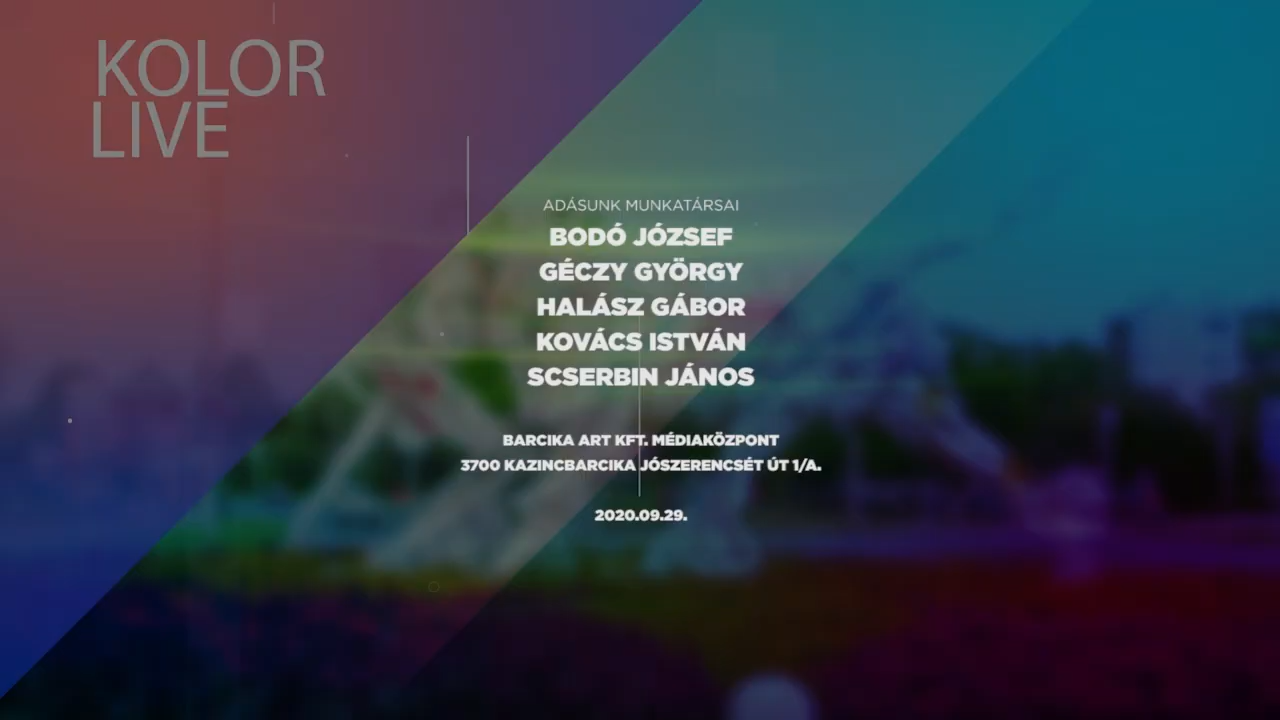 KOLOR
LIVE
ADÁSUNK MUNKATÁRSAI
BODÓ JÓZSEF
GÉCZY GYÖRGY
HALÁSZ GÁBOR
KOVÁCS ISTVÁN
SCSERBIN JÁNOS
BARCIKA ART KFT. MÉDIAKÖZPONT
3700 KAZINCBARCIKA JÓSZERENCSÉT ÚT 1/A.
2020.09.29.